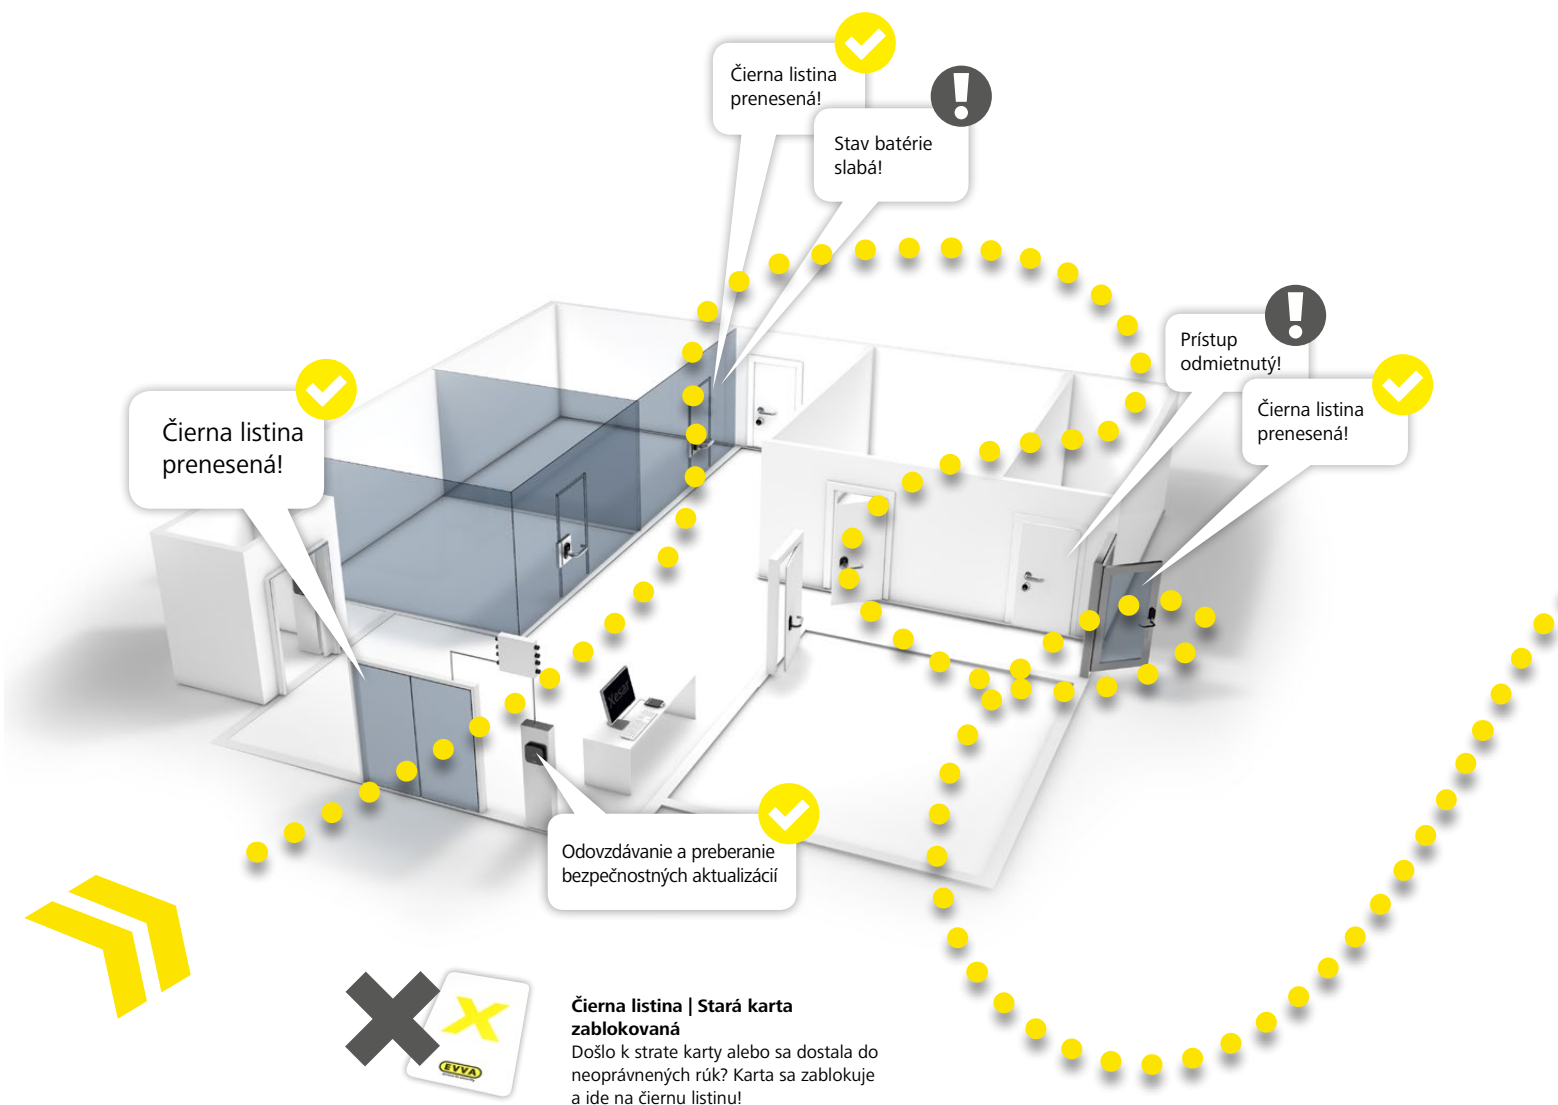 Čierna listina
prenesená!
Stav batérie
slabá!
Prístup
odmietnutý!
Čierna listina
prenesená!
Čierna listina
prenesená!
Xesar
Odovzdávanie a preberanie
bezpečnostných aktualizácií
EVVA
Čierna listina | Stará karta
zablokovaná
Došlo k strate karty alebo sa dostala do
neoprávnených rúk? Karta sa zablokuje
a ide na čiernu listinu!